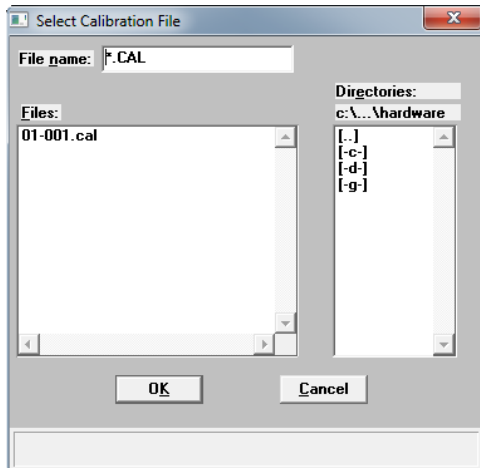 Select Calibration File
File name: *.CAL
Directories:
Files:
c:\...\hardware
01-001.cal
[..]
[-c-]
[-d-]
[-g-]
OK
Cancel